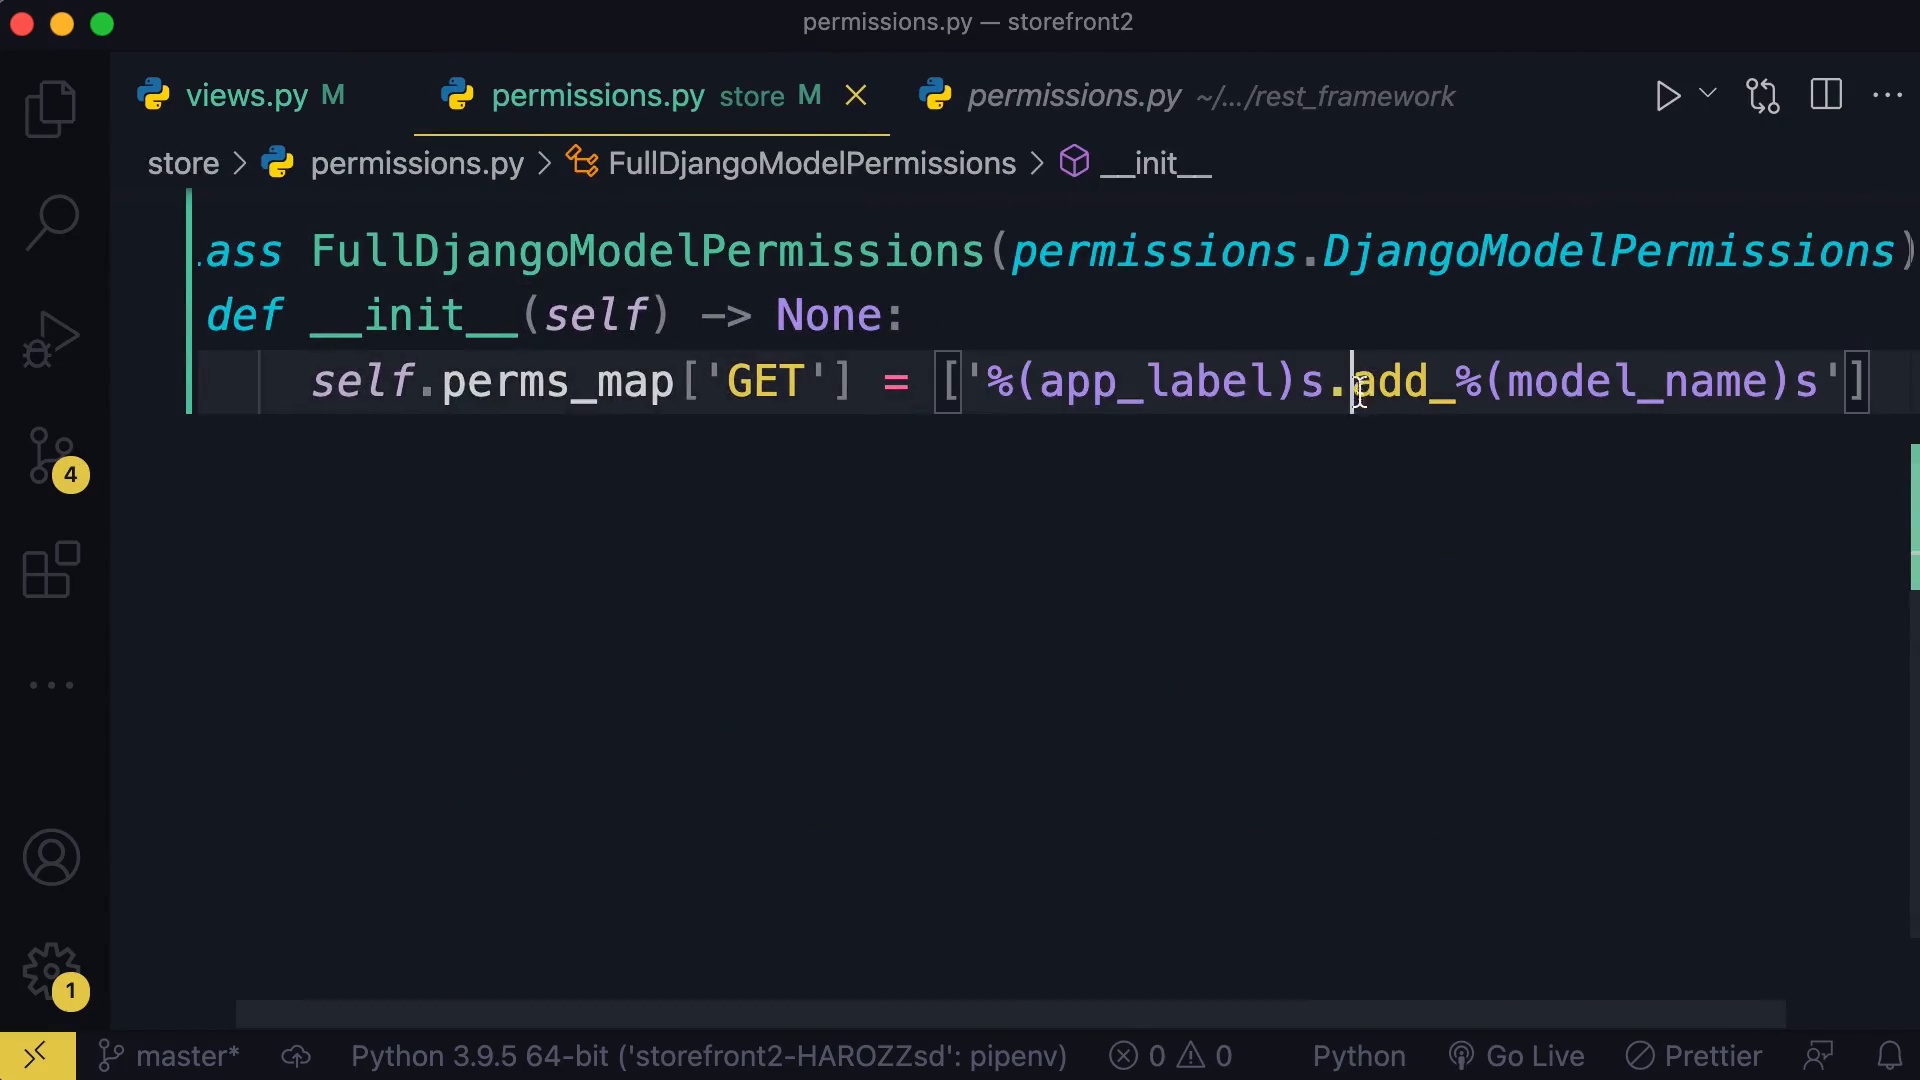 permissions.py — storefront2
views.py M permissions.py store M permissions.py ~/.../rest_framework
store > permissions.py > FullDjangoModelPermissions > __init__
ass FullDjangoModelPermissions(permissions.DjangoModelPermissions)
def __init__(self) -> None:
self.perms_map['GET'] = ['%(app_label)s.add_%(model_name)s']
4
1
master* Python 3.9.5 64-bit ('storefront2-HAROZZsd': pipenv) 0 0 Python Go Live Prettier